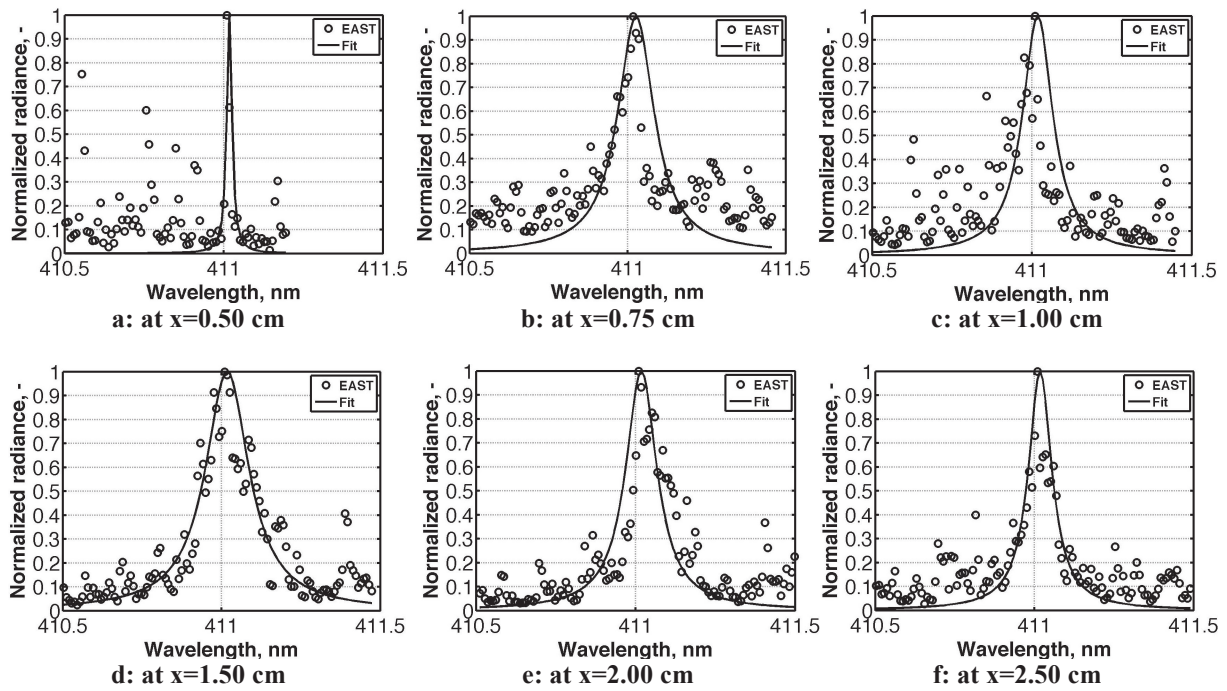 1
0.9
0.8
0.7
0.6
0.5
0.4
0.3
0.2
0.1
0
Normalized radiance, -
EAST
Fit
410.5 411 411.5
Wavelength, nm
a: at x=0.50 cm
1
0.9
0.8
0.7
0.6
0.5
0.4
0.3
0.2
0.1
0
Normalized radiance, -
EAST
Fit
410.5 411 411.5
Wavelength, nm
b: at x=0.75 cm
1
0.9
0.8
0.7
0.6
0.5
0.4
0.3
0.2
0.1
0
Normalized radiance, -
EAST
Fit
410.5 411 411.5
Wavelength, nm
c: at x=1.00 cm
1
0.9
0.8
0.7
0.6
0.5
0.4
0.3
0.2
0.1
0
Normalized radiance, -
EAST
Fit
410.5 411 411.5
Wavelength, nm
d: at x=1.50 cm
1
0.9
0.8
0.7
0.6
0.5
0.4
0.3
0.2
0.1
0
Normalized radiance, -
EAST
Fit
410.5 411 411.5
Wavelength, nm
e: at x=2.00 cm
1
0.9
0.8
0.7
0.6
0.5
0.4
0.3
0.2
0.1
0
Normalized radiance, -
EAST
Fit
410.5 411 411.5
Wavelength, nm
f: at x=2.50 cm